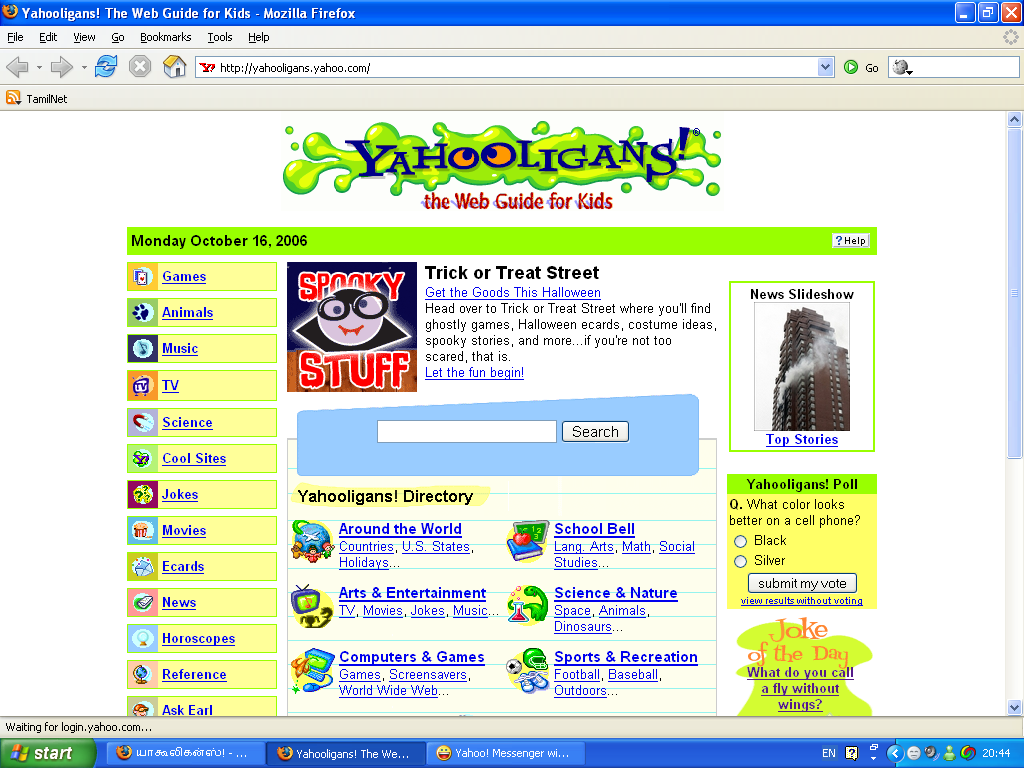 Yahooligans! The Web Guide for Kids - Mozilla Firefox
File Edit View Go Bookmarks Tools Help
http://yahooligans.yahoo.com/ Go
TamilNet
YAHOOLIGANS!®
the Web Guide for Kids
Monday October 16, 2006 ?Help
Games
Animals
Music
TV
Science
Cool Sites
Jokes
Movies
Ecards
News
Horoscopes
Reference
Ask Earl
SPOOKY
STUFF
Trick or Treat Street
Get the Goods This Halloween
Head over to Trick or Treat Street where you'll find
ghostly games, Halloween ecards, costume ideas,
spooky stories, and more...if you're not too
scared, that is.
Let the fun begin!
Search
Yahooligans! Directory
Around the World
Countries, U.S. States,
Holidays...
School Bell
Lang. Arts, Math, Social
Studies...
Arts & Entertainment
TV, Movies, Jokes, Music...
Science & Nature
Space, Animals,
Dinosaurs...
Computers & Games
Games, Screensavers,
World Wide Web...
Sports & Recreation
Football, Baseball,
Outdoors...
News Slideshow
Top Stories
Yahooligans! Poll
Q. What color looks
better on a cell phone?
Black
Silver
submit my vote
view results without voting
Joke
of the Day
What do you call
a fly without
wings?
Waiting for login.yahoo.com...
start யாகூலிகன்ஸ்! - ... Yahooligans! The We... Yahoo! Messenger wi... EN 20:44